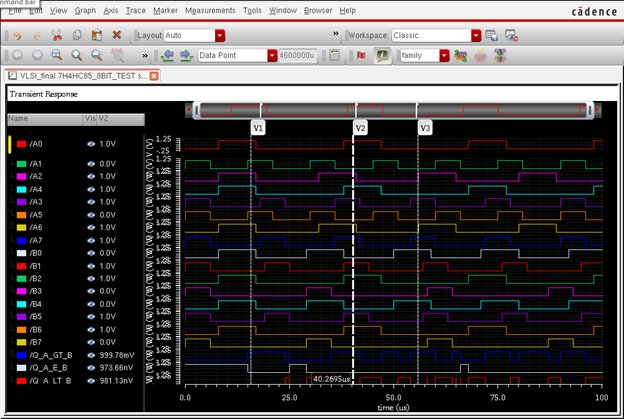 mmand bar
File Edit View Graph Axis Trace Marker Measurements Tools Window Browser Help
cādence
Layout Auto Workspace: Classic
Data Point 4600000u family
VLSI_final 7H4HC85_8BIT_TEST s...
Transient Response
Name Vis V2
V1 V2 V3
/A0 1.0V
/A1 0.0V
/A2 1.0V
/A4 1.0V
/A3 1.0V
/A5 0.0V
/A6 1.0V
/A7 1.0V
/B0 0.0V
/B1 1.0V
/B2 1.0V
/B3 0.0V
/B4 1.0V
/B5 0.0V
/B6 1.0V
/B7 0.0V
/Q_A_GT_B 999.78mV
/Q_A_E_B 973.66nV
/Q_A_LT_B 981.13nV
1.25
-.25
40.2695us
0.0 25.0 50.0 75.0 100
time (us)